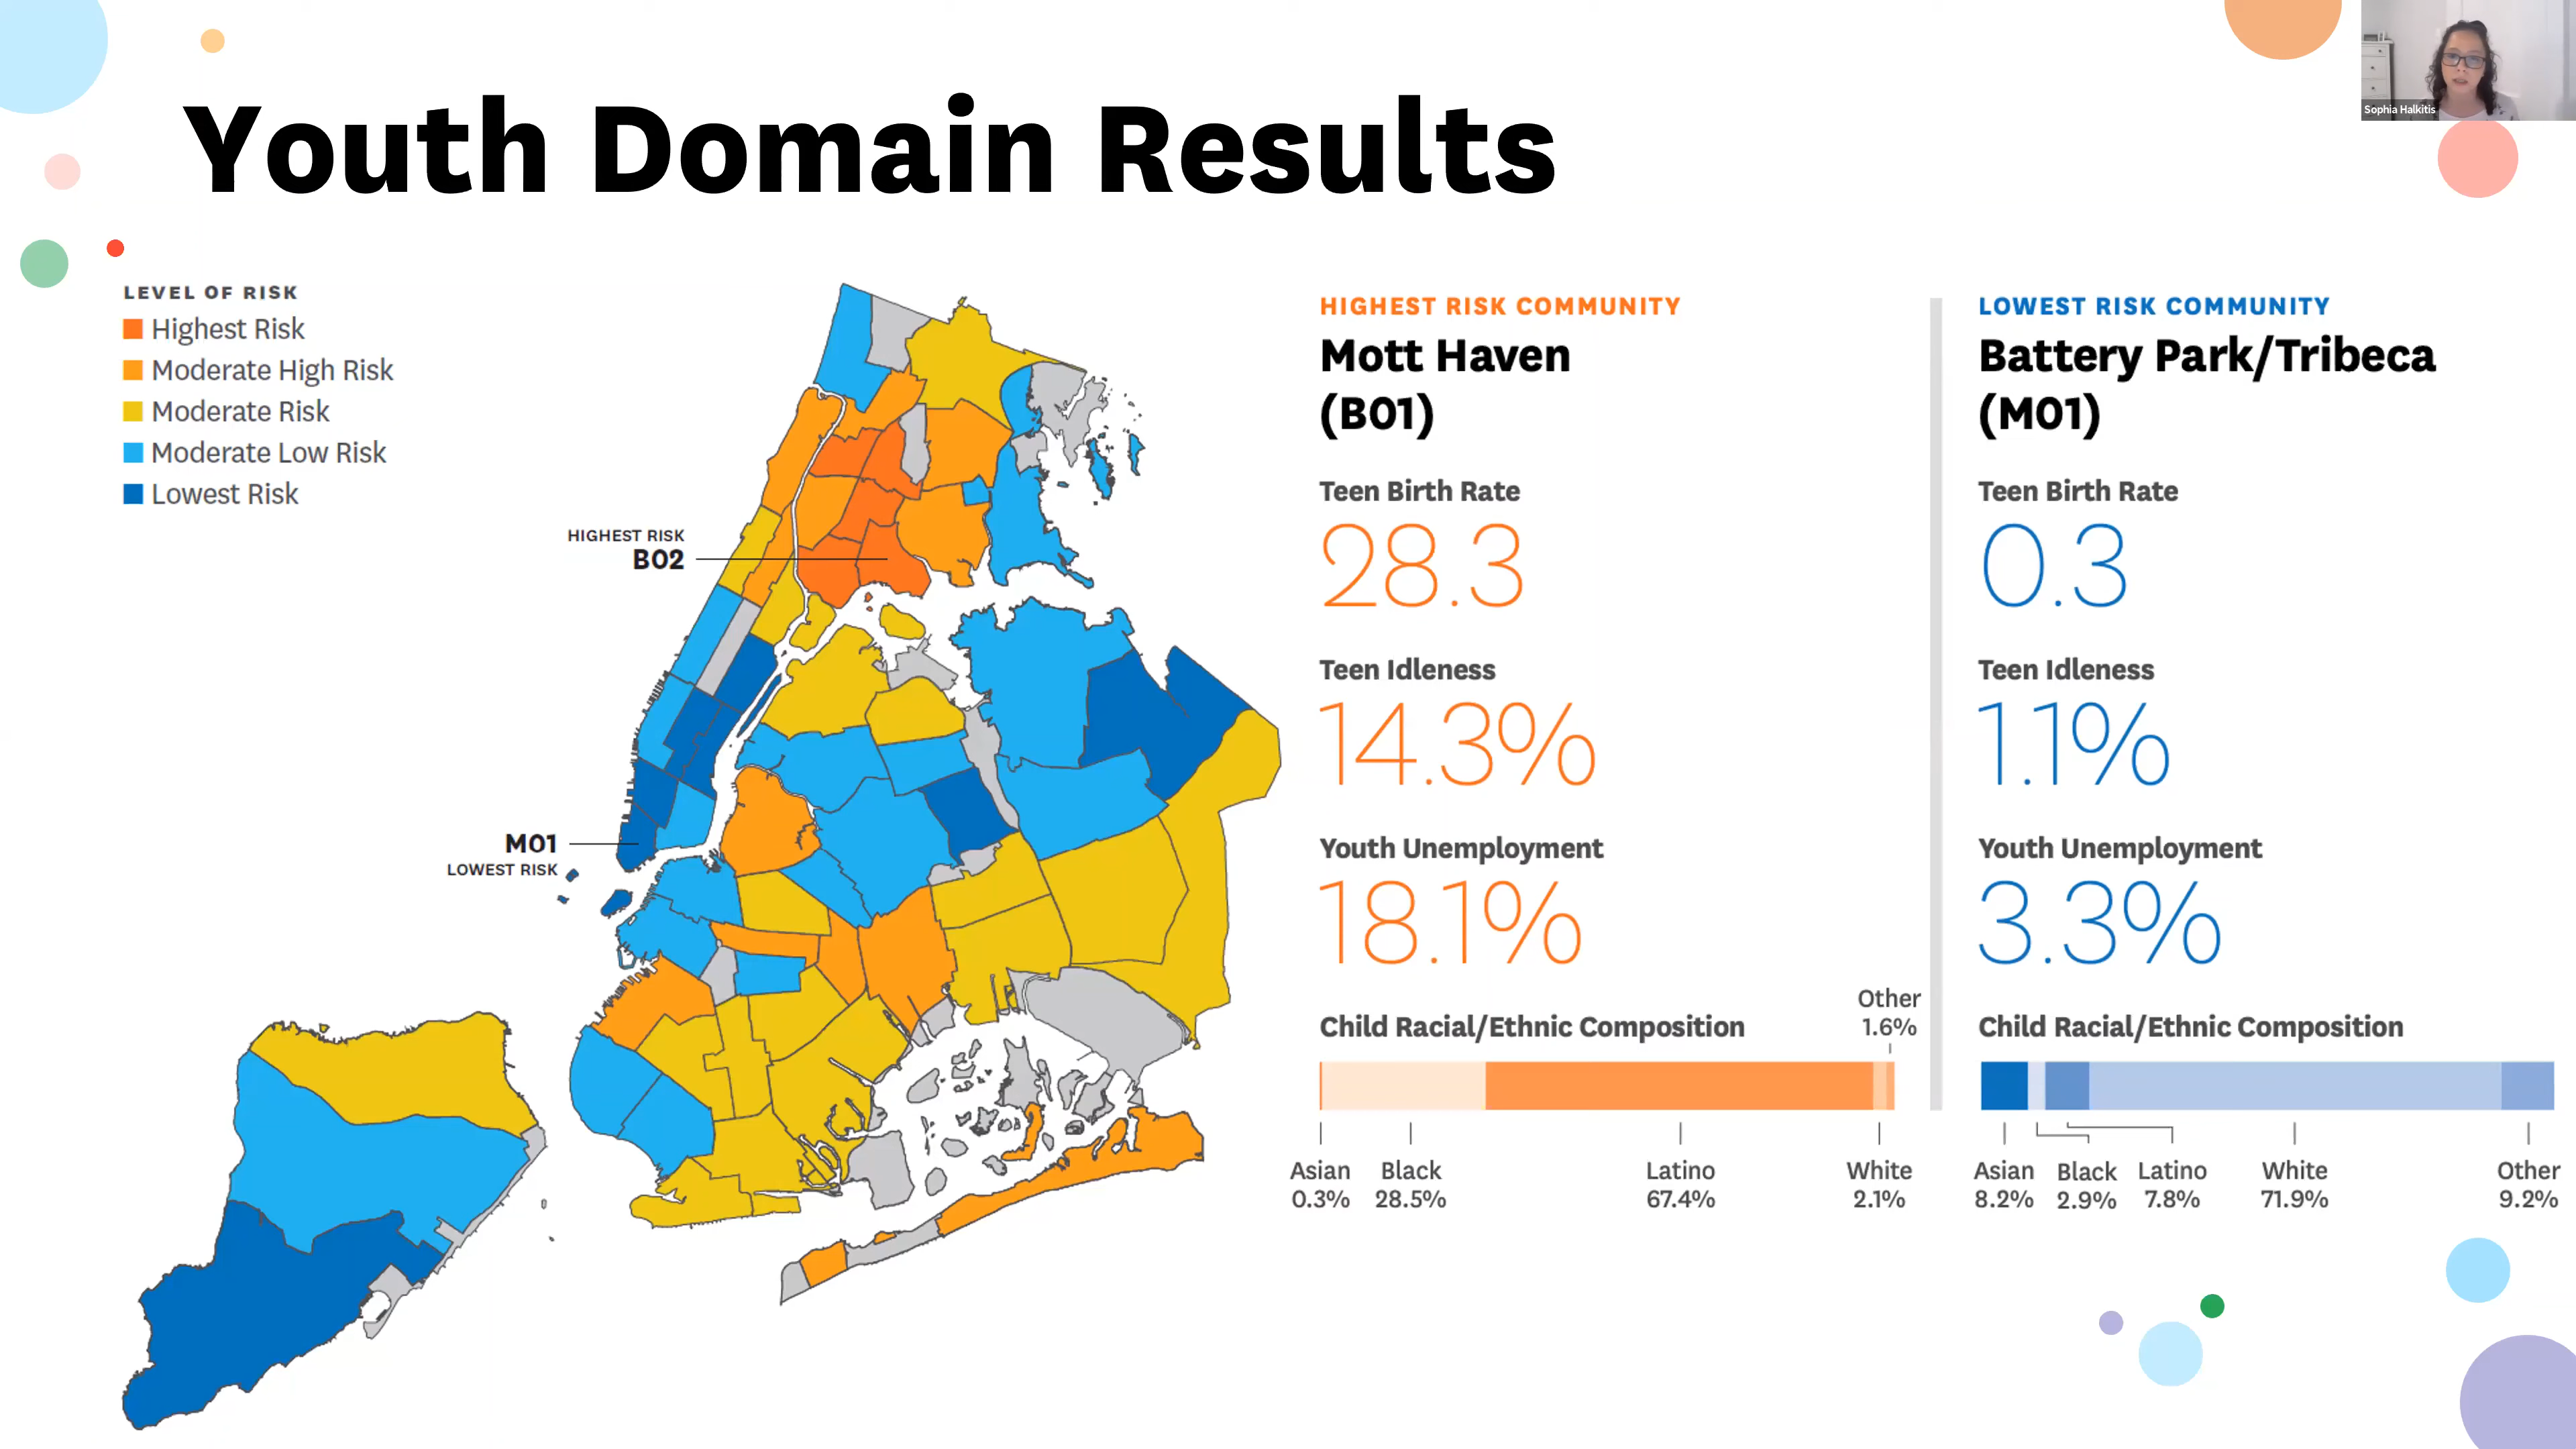 Youth Domain Results
Sophia Halkitis
LEVEL OF RISK
Highest Risk
Moderate High Risk
Moderate Risk
Moderate Low Risk
Lowest Risk
HIGHEST RISK
B02
M01
LOWEST RISK
HIGHEST RISK COMMUNITY
Mott Haven
(B01)
Teen Birth Rate
28.3
Teen Idleness
14.3%
Youth Unemployment
18.1%
Child Racial/Ethnic Composition
Other
1.6%
Asian Black Latino White
0.3% 28.5% 67.4% 2.1%
LOWEST RISK COMMUNITY
Battery Park/Tribeca
(M01)
Teen Birth Rate
0.3
Teen Idleness
1.1%
Youth Unemployment
3.3%
Child Racial/Ethnic Composition
Asian Black Latino White Other
8.2% 2.9% 7.8% 71.9% 9.2%